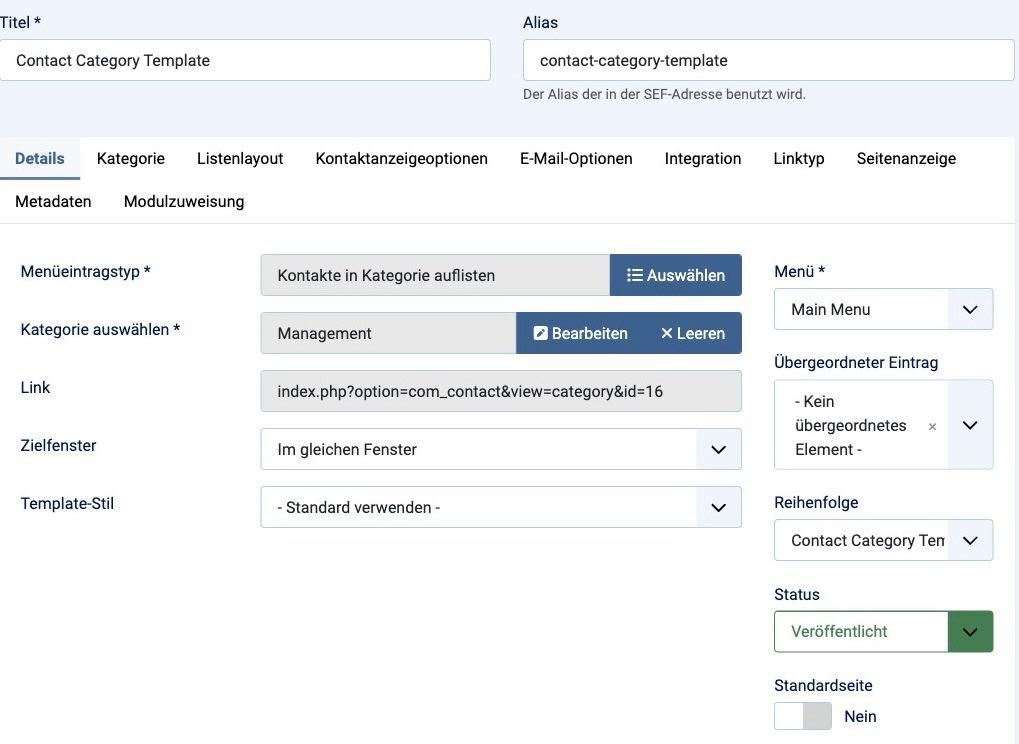 Titel *
Contact Category Template
Alias
contact-category-template
Der Alias der in der SEF-Adresse benutzt wird.
Details Kategorie Listenlayout Kontaktanzeigeoptionen E-Mail-Optionen Integration Linktyp Seitenanzeige
Metadaten Modulzuweisung
Menüeintragstyp *
Kontakte in Kategorie auflisten
Auswählen
Kategorie auswählen *
Management
Bearbeiten
Leeren
Link
index.php?option=com_contact&view=category&id=16
Zielfenster
Im gleichen Fenster
Template-Stil
- Standard verwenden -
Menü *
Main Menu
Übergeordneter Eintrag
- Kein
übergeordnetes
Element -
Reihenfolge
Contact Category Tem
Status
Veröffentlicht
Standardseite
Nein